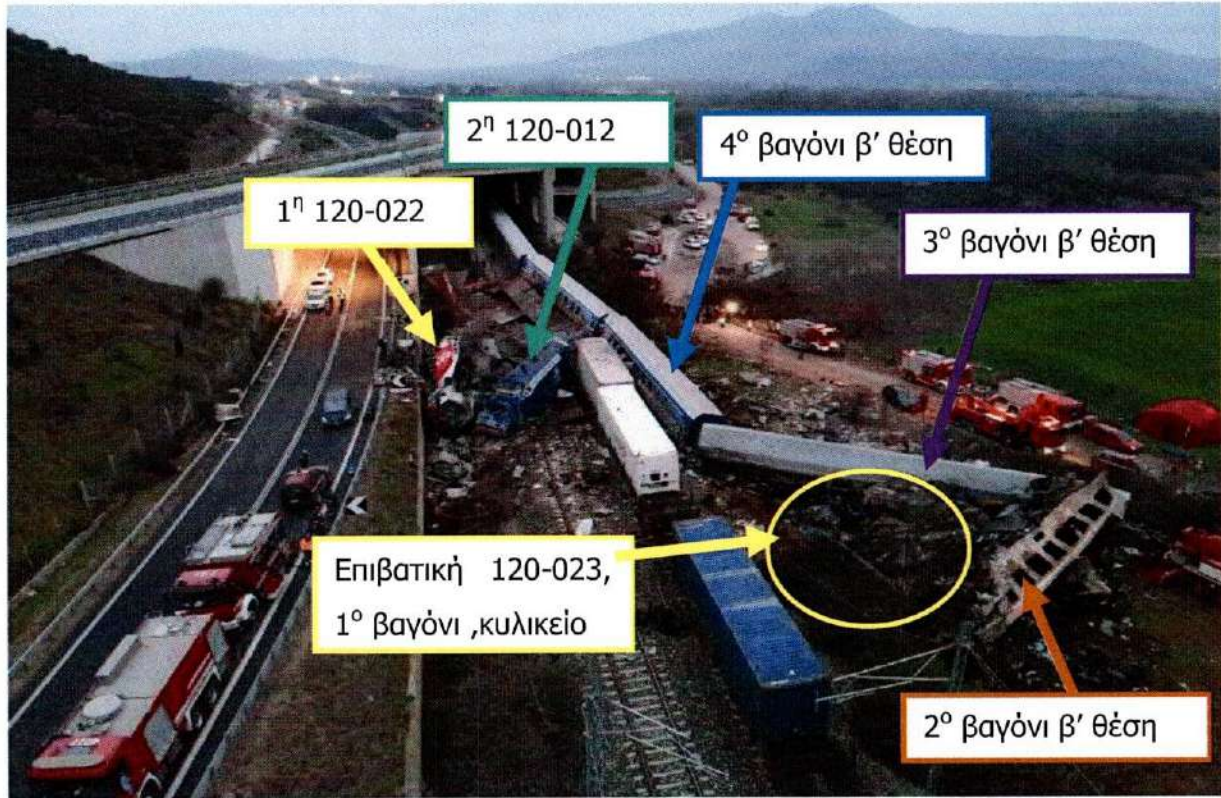 2η 120-012
4ο βαγόνι β' θέση
1η 120-022
3ο βαγόνι β' θέση
Επιβατική 120-023,
1ο βαγόνι ,κυλικείο
2ο βαγόνι β' θέση